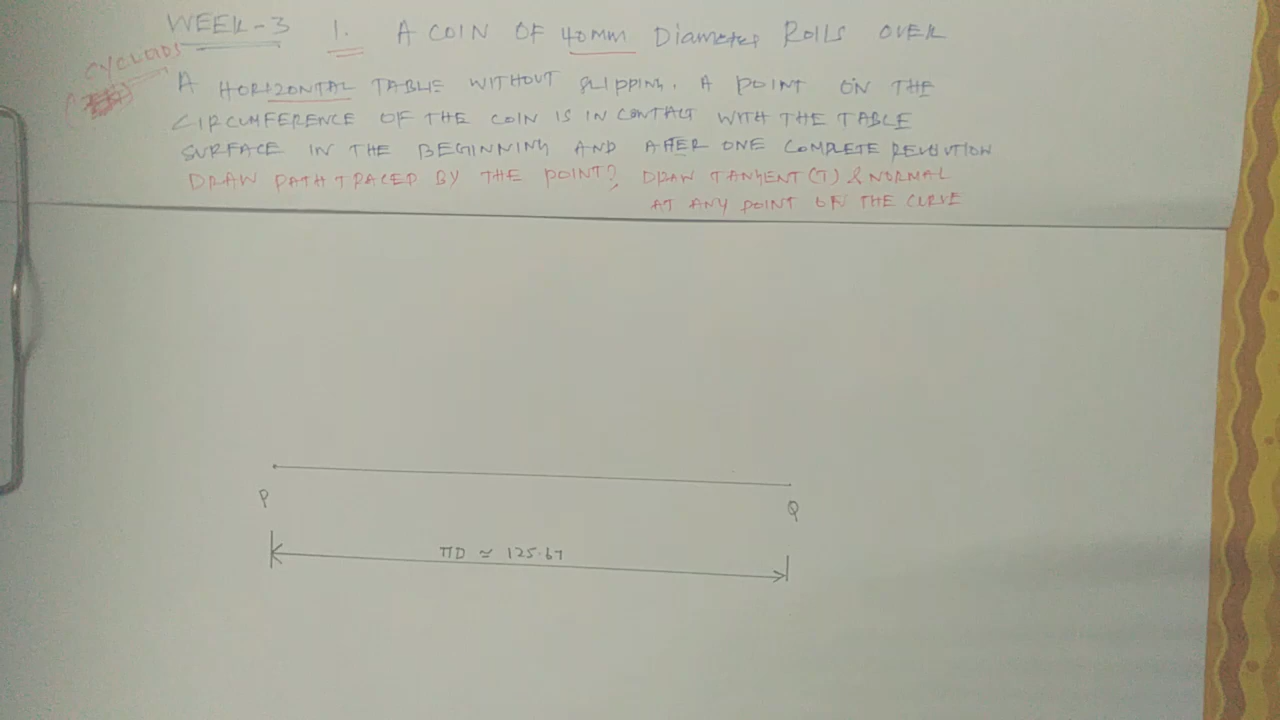 WEEK-3 1. A COIN OF 40mm Diameter Rolls OVER
CYCLOIDS
A HORIZONTAL TABLE WITHOUT SLIPPING. A POINT ON THE
CIRCUMFERENCE OF THE COIN IS IN CONTACT WITH THE TABLE
SURFACE IN THE BEGINNING AND AFTER ONE COMPLETE REVOLUTION
DRAW PATH TRACED BY THE POINT? DRAW TANGENT (T) & NORMAL
AT ANY POINT ON THE CURVE
P
Q
πD ≃ 125.67